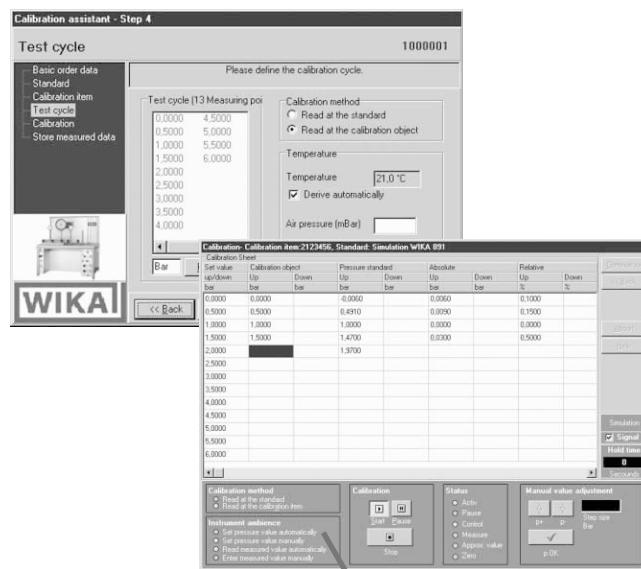 Calibration assistant - Step 4
Test cycle 1000001
Basic order data
Standard
Calibration item
Test cycle
Calibration
Store measured data
Please define the calibration cycle.
Test cycle (13 Measuring poi
0,0000 4,5000
0,5000 5,0000
1,0000 5,5000
1,5000 6,0000
2,0000
2,5000
3,0000
3,5000
4,0000
Bar
Calibration method
Read at the standard
Read at the calibration object
Temperature
Temperature 21,0 °C
Derive automatically
Air pressure (mBar)
WIKA
<< Back
Calibration- Calibration item:2123456, Standard: Simulation WIKA 891
Calibration Sheet
Set value Calibration object Pressure standard Absolute Relative
up/down Up Down Up Down Up Down Up Down
bar bar bar bar bar bar bar % %
0,0000 0,0000 -0,0060 0,0060 0,1000
0,5000 0,5000 0,4910 0,0090 0,1500
1,0000 1,0000 1,0000 0,0000 0,0000
1,5000 1,5000 1,4700 0,0300 0,5000
2,0000 1,9700
2,5000
3,0000
3,5000
4,0000
4,5000
5,0000
5,5000
6,0000
Simulation
Signal
Hold time
0
Secounds
Calibration method
Read at the standard
Read at the calibration item
Instrument ambience
Set pressure value automatically
Set pressure value manually
Read measured value automatically
Enter measured value manually
Calibration
Start Pause
Stop
Status
Activ
Pause
Control
Measure
Approx. value
Zero
Manual value adjustment
p+ p-
Step size
Bar
p OK